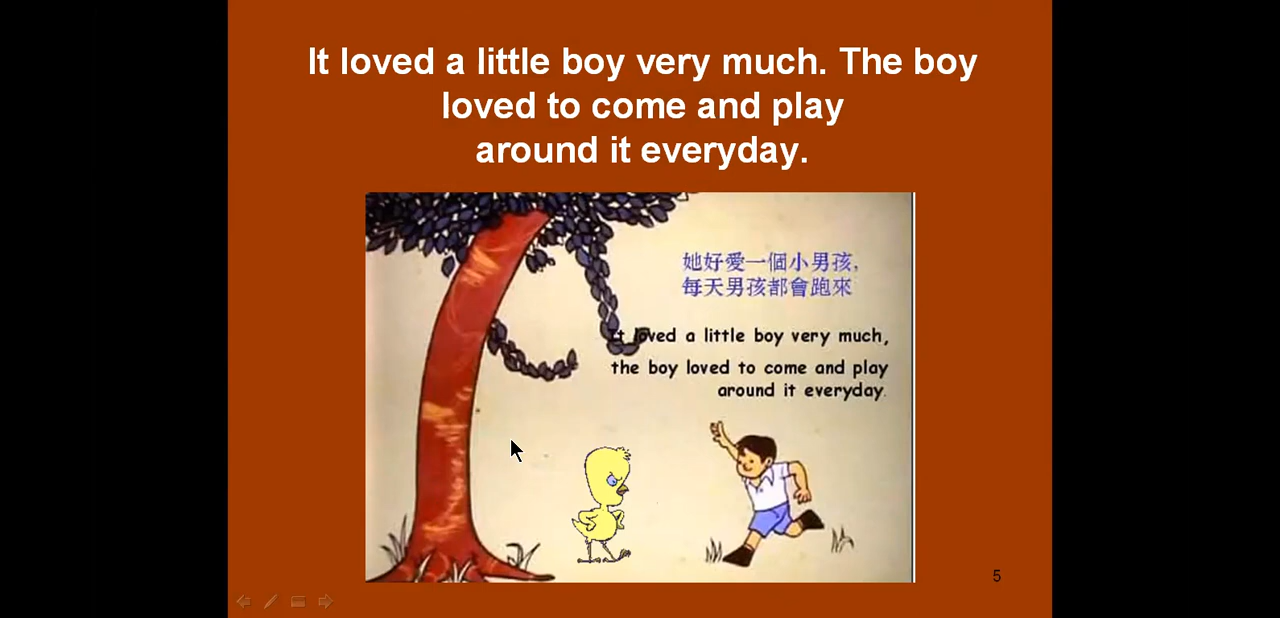 It loved a little boy very much. The boy
loved to come and play
around it everyday.
她好愛一個小男孩,
每天男孩都會跑來
It loved a little boy very much,
the boy loved to come and play
around it everyday.
5